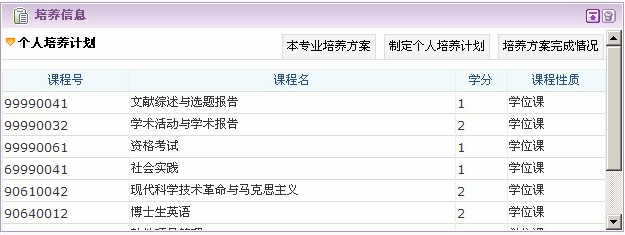 培养信息
个人培养计划 本专业培养方案 制定个人培养计划 培养方案完成情况
课程号 课程名 学分 课程性质
99990041 文献综述与选题报告 1 学位课
99990032 学术活动与学术报告 2 学位课
99990061 资格考试 1 学位课
69990041 社会实践 1 学位课
90610042 现代科学技术革命与马克思主义 2 学位课
90640012 博士生英语 2 学位课